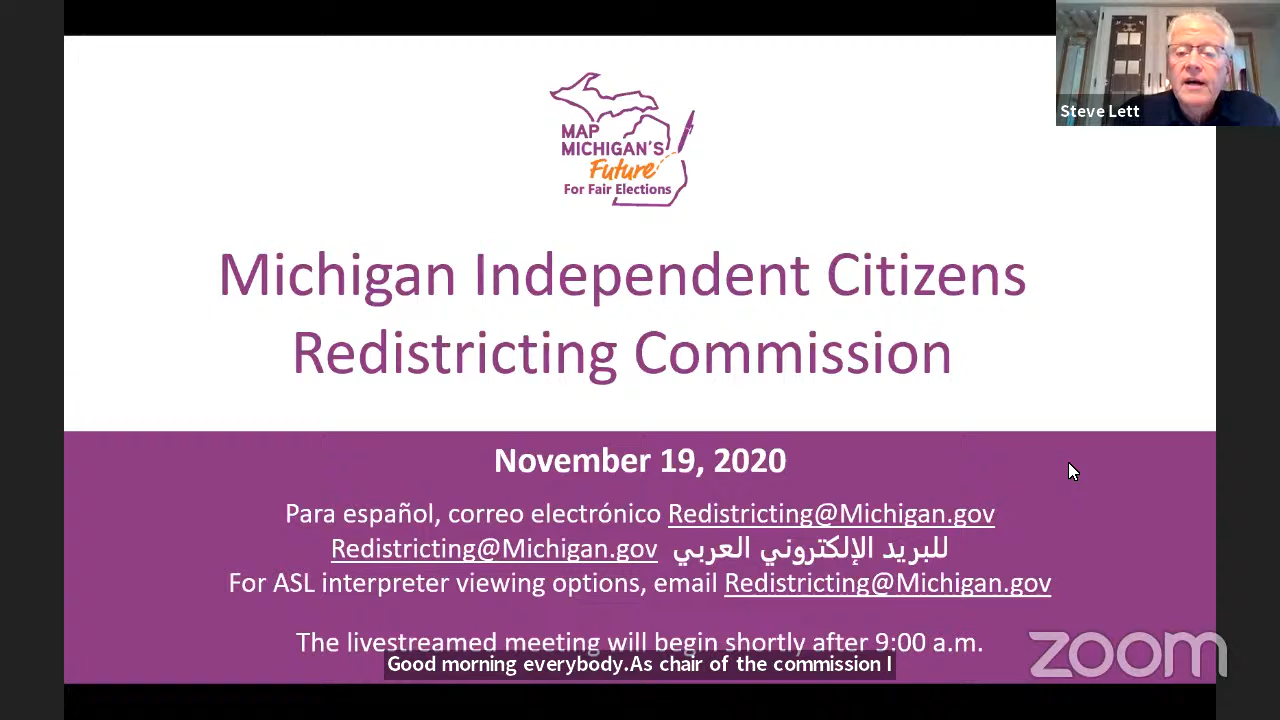 Steve Lett
MAP
MICHIGAN'S
Future
For Fair Elections
Michigan Independent Citizens
Redistricting Commission
November 19, 2020
Para español, correo electrónico Redistricting@Michigan.gov
Redistricting@Michigan.gov للبريد الإلكتروني العربي
For ASL interpreter viewing options, email Redistricting@Michigan.gov
The livestreamed meeting will begin shortly after 9:00 a.m.
Good morning everybody.As chair of the commission I
zoom